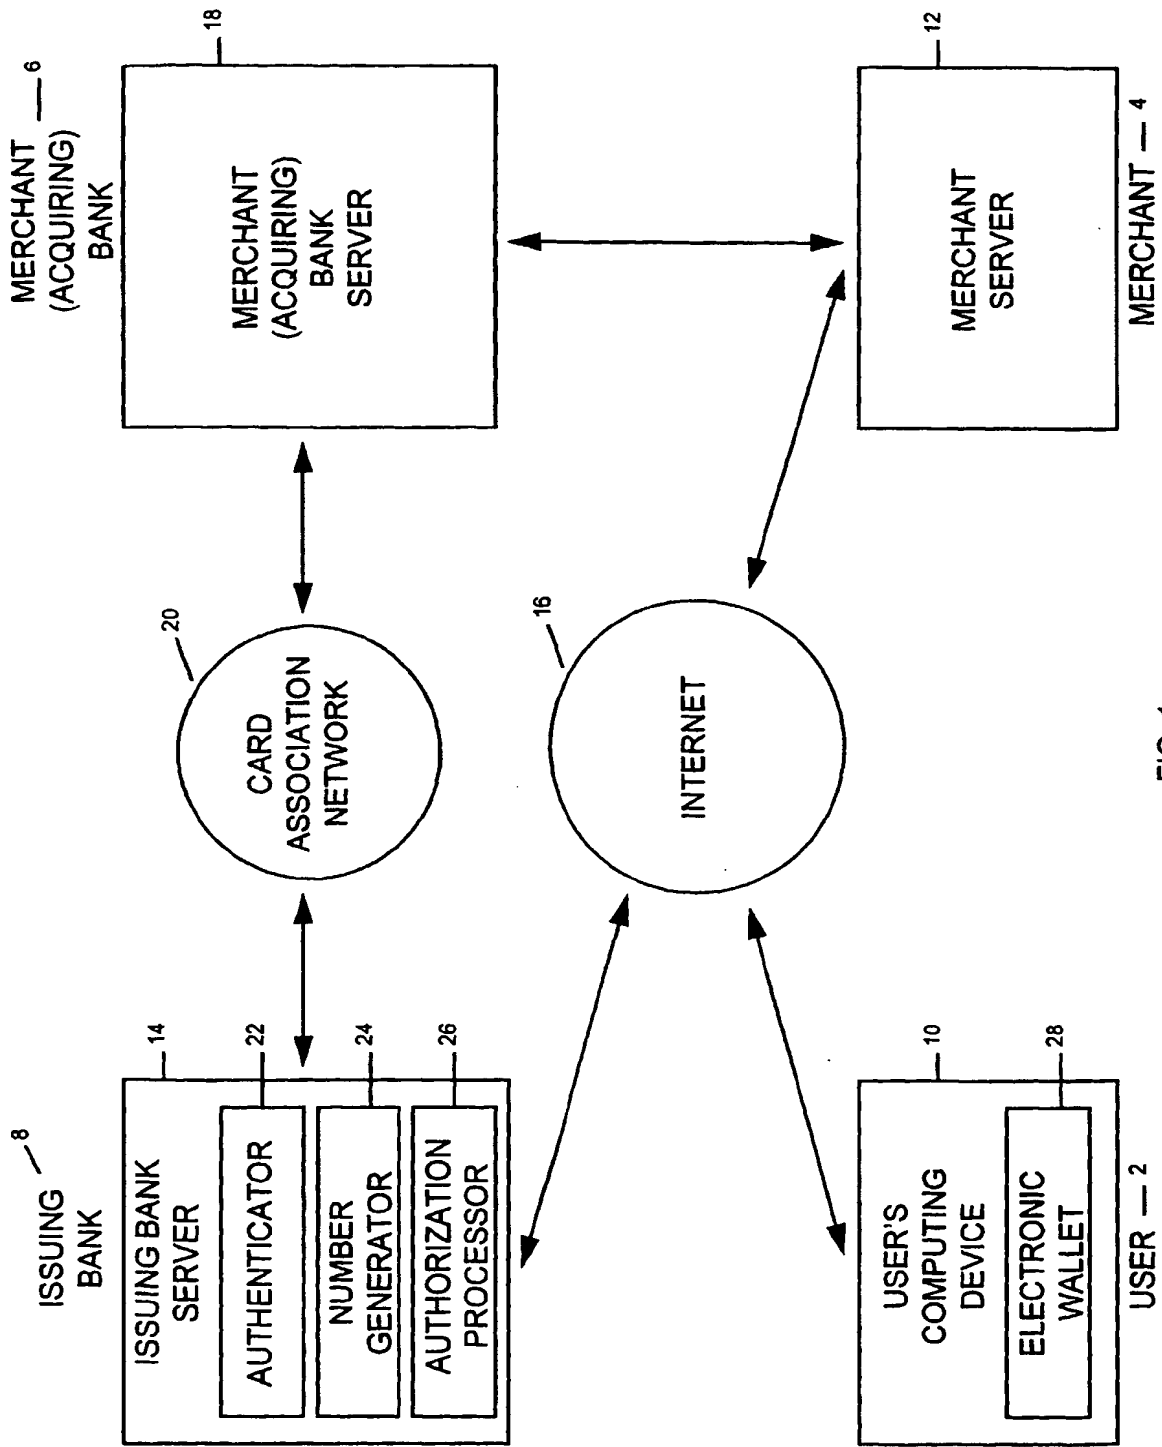 ISSUING
BANK
8
ISSUING BANK
SERVER
14
AUTHENTICATOR
22
NUMBER
GENERATOR
24
AUTHORIZATION
PROCESSOR
26
CARD
ASSOCIATION
NETWORK
20
MERCHANT
(ACQUIRING)
BANK
6
MERCHANT
(ACQUIRING)
BANK
SERVER
18
INTERNET
16
USER'S
COMPUTING
DEVICE
10
ELECTRONIC
WALLET
28
USER
2
MERCHANT
SERVER
12
MERCHANT
4